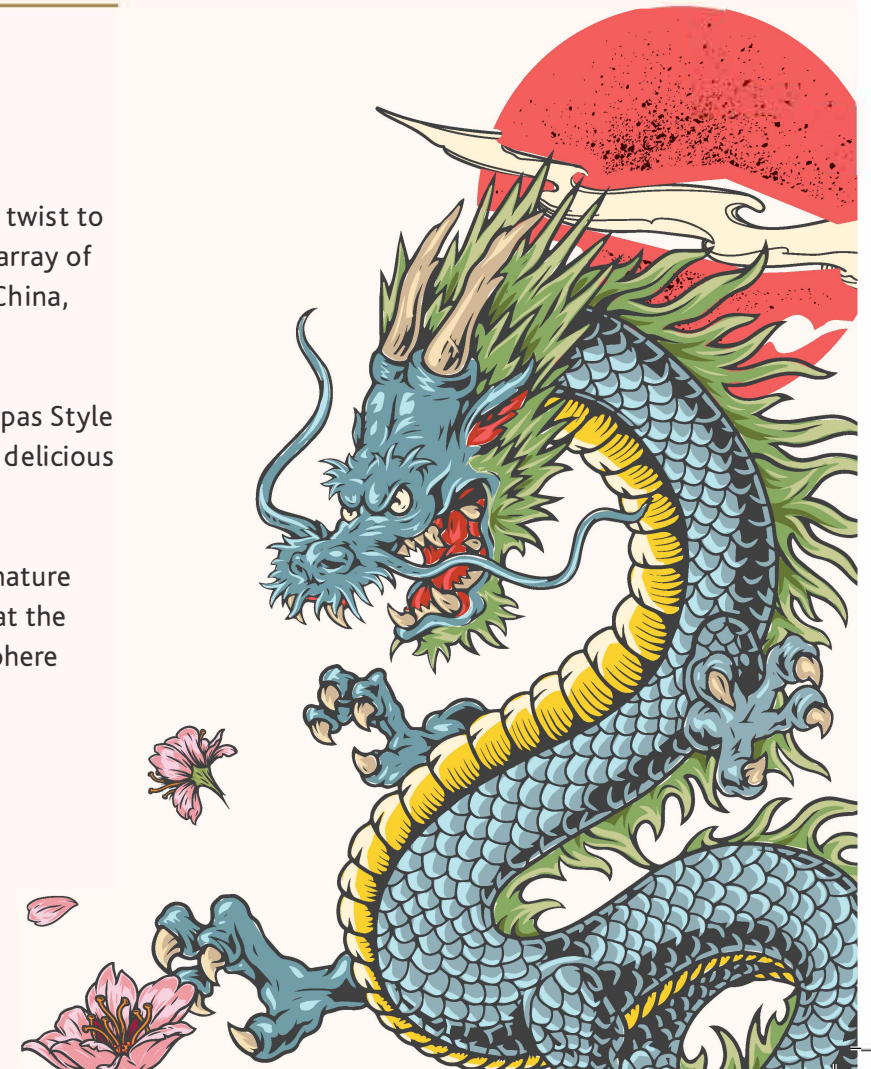 twist to
array of
China,
pas Style
delicious
nature
at the
phere